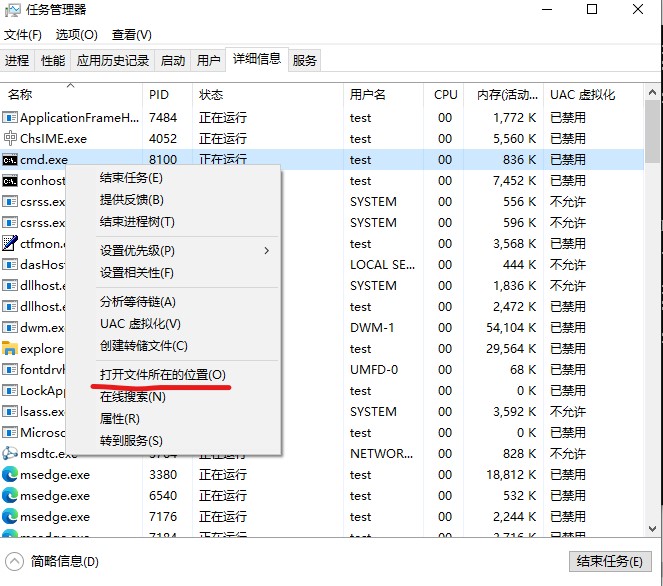 任务管理器
文件(F) 选项(O) 查看(V)
进程 性能 应用历史记录 启动 用户 详细信息 服务
名称 PID 状态 用户名 CPU 内存(活动... UAC 虚拟化
ApplicationFrameH... 7484 正在运行 test 00 1,772 K 已禁用
ChsIME.exe 4052 正在运行 test 00 5,560 K 已禁用
cmd.exe 8100 正在运行 test 00 836 K 已禁用
conhost test 00 7,452 K 已禁用
csrss.ex SYSTEM 00 556 K 不允许
csrss.ex SYSTEM 00 596 K 不允许
ctfmon.e test 00 3,568 K 已禁用
dasHos LOCAL SE... 00 444 K 不允许
dllhost. SYSTEM 00 1,836 K 不允许
dllhost. test 00 2,472 K 已禁用
dwm.ex DWM-1 00 54,104 K 已禁用
explore test 00 29,564 K 已禁用
fontdrvh UMFD-0 00 68 K 已禁用
LockApp test 00 K 已禁用
lsass.ex SYSTEM 00 3,592 K 不允许
Microso test 00 K 已禁用
msdtc.e NETWOR... 00 828 K 不允许
msedge.exe 3380 正在运行 test 00 18,812 K 已禁用
msedge.exe 6540 正在运行 test 00 532 K 已禁用
msedge.exe 7176 正在运行 test 00 2,244 K 已禁用
msedge.exe 7184 正在运行 test 00 已禁用
结束任务(E)
提供反馈(B)
结束进程树(T)
设置优先级(P)
设置相关性(F)
分析等待链(A)
UAC 虚拟化(V)
创建转储文件(C)
打开文件所在的位置(O)
在线搜索(N)
属性(R)
转到服务(S)
简略信息(D) 结束任务(E)